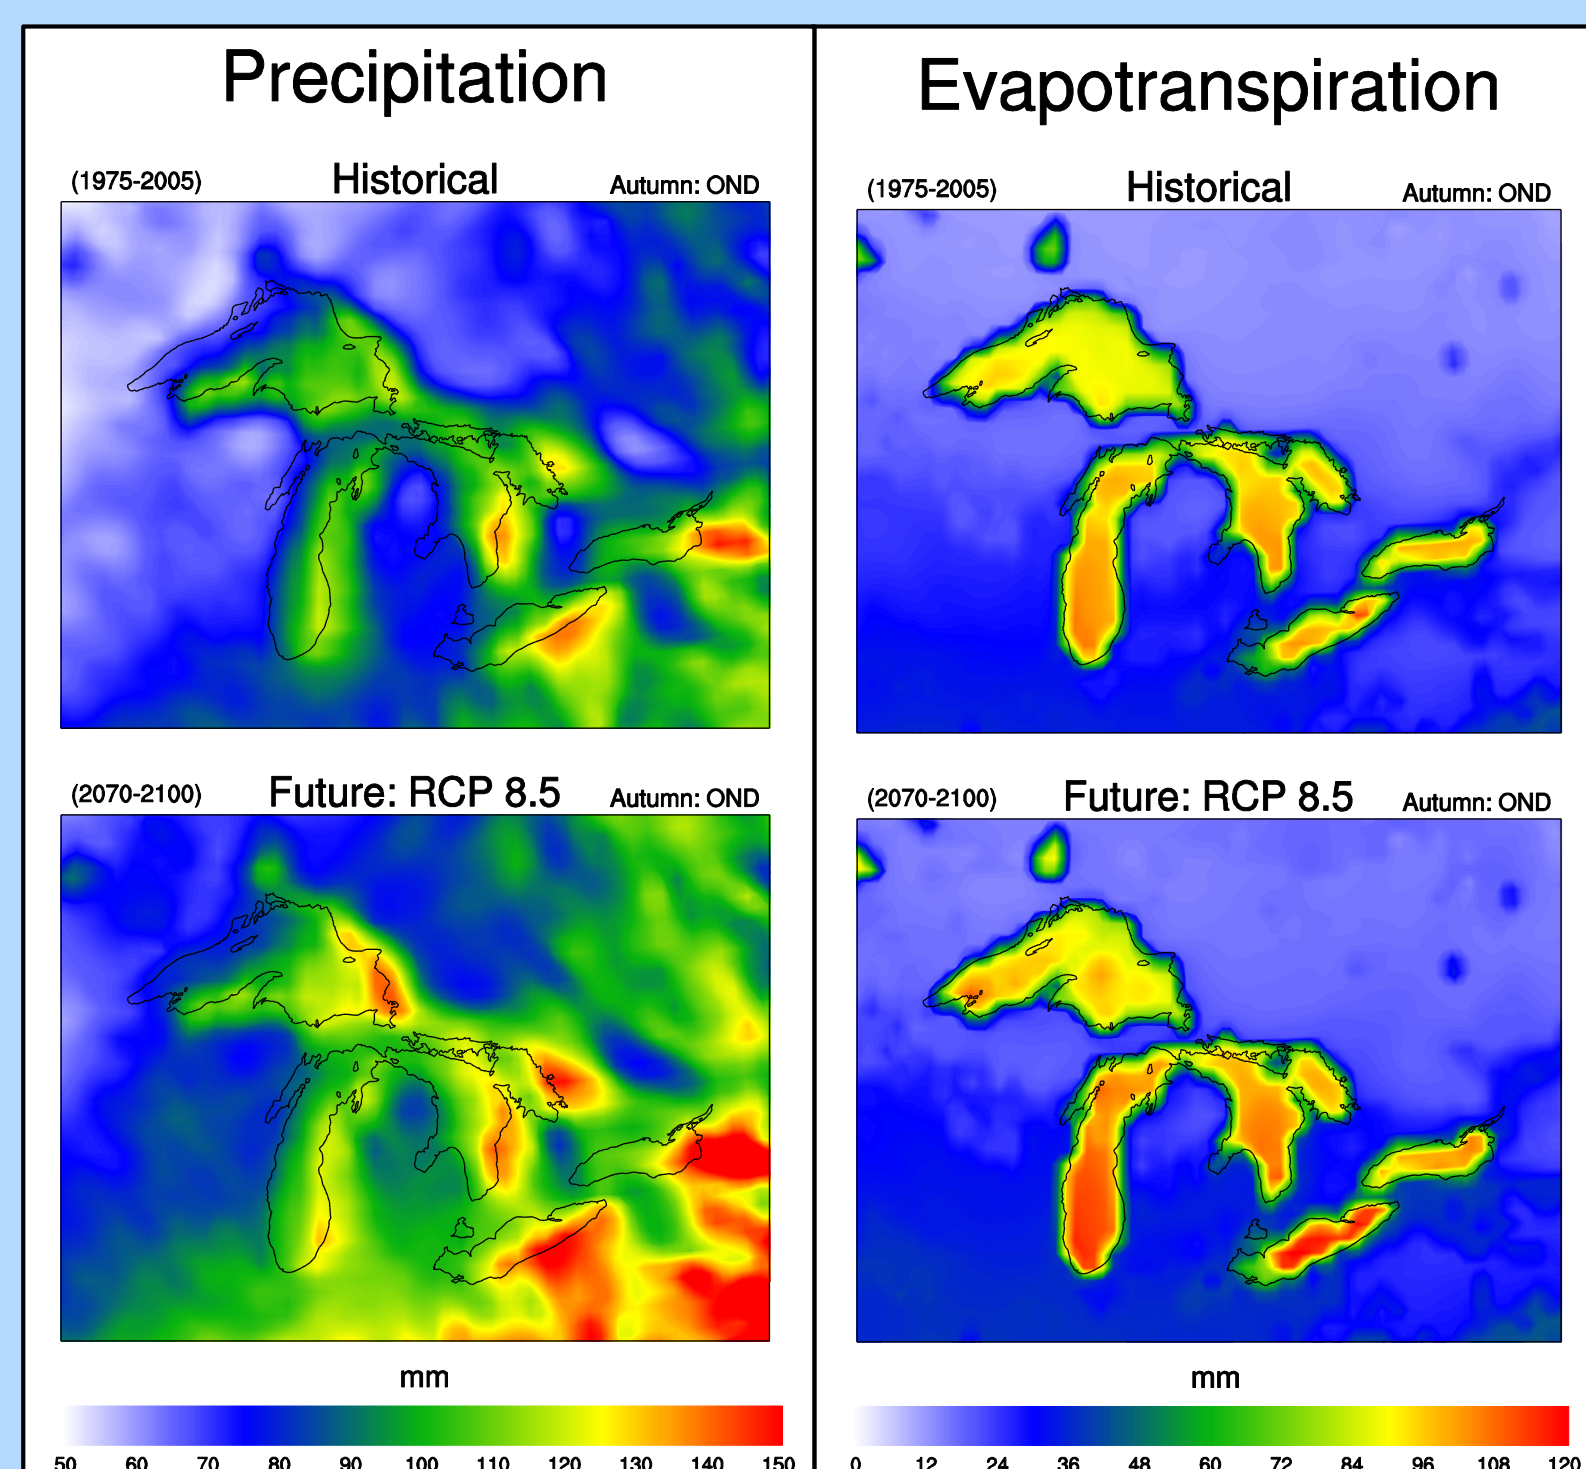 Precipitation
(1975-2005) Historical Autumn: OND
(2070-2100) Future: RCP 8.5 Autumn: OND
mm
50 60 70 80 90 100 110 120 130 140 150
Evapotranspiration
(1975-2005) Historical Autumn: OND
(2070-2100) Future: RCP 8.5 Autumn: OND
mm
0 12 24 36 48 60 72 84 96 108 120